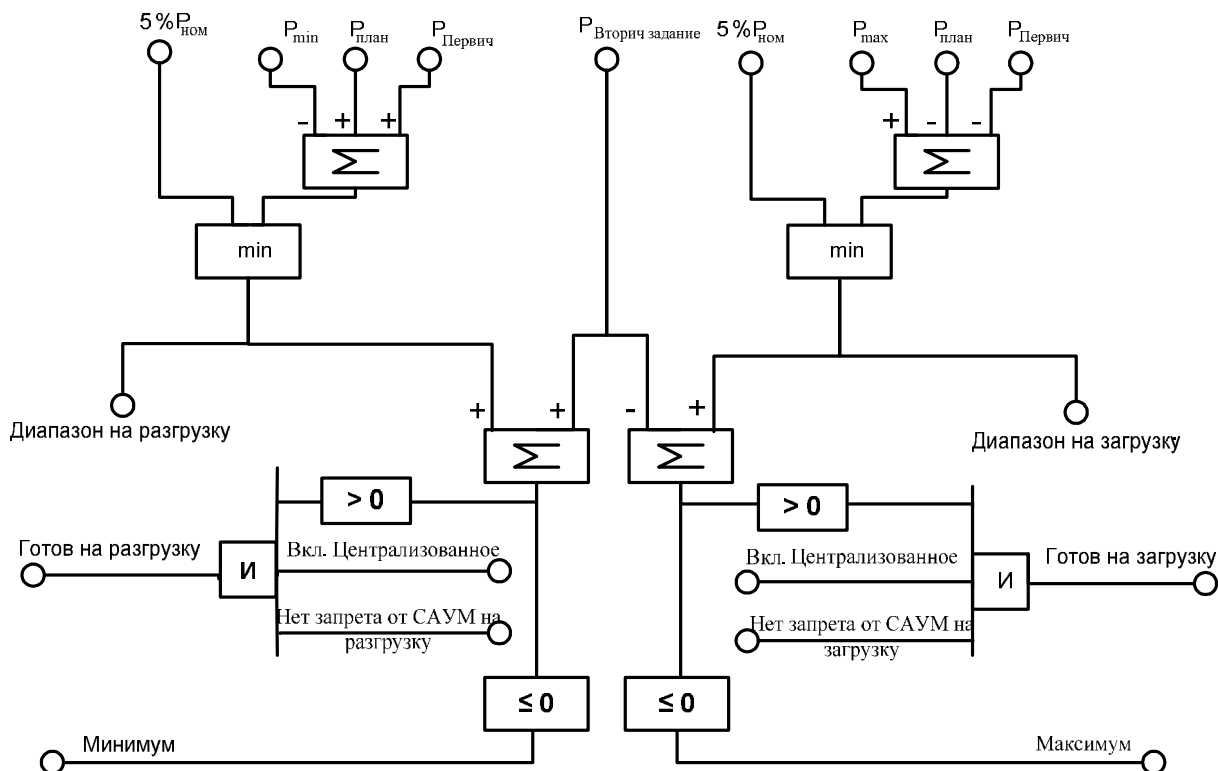 5%Pном
Pmin
Pплан
PПервич
PВторич задание
5%Pном
Pmax
Pплан
PПервич
- + +
+ - -
Σ
Σ
min
min
+ + - +
Диапазон на разгрузку
Диапазон на загрузку
Σ
Σ
> 0
> 0
Готов на разгрузку
И
Вкл. Централизованное
Вкл. Централизованное
И
Готов на загрузку
Нет запрета от САУМ на
разгрузку
Нет запрета от САУМ на
загрузку
≤ 0
≤ 0
Минимум
Максимум